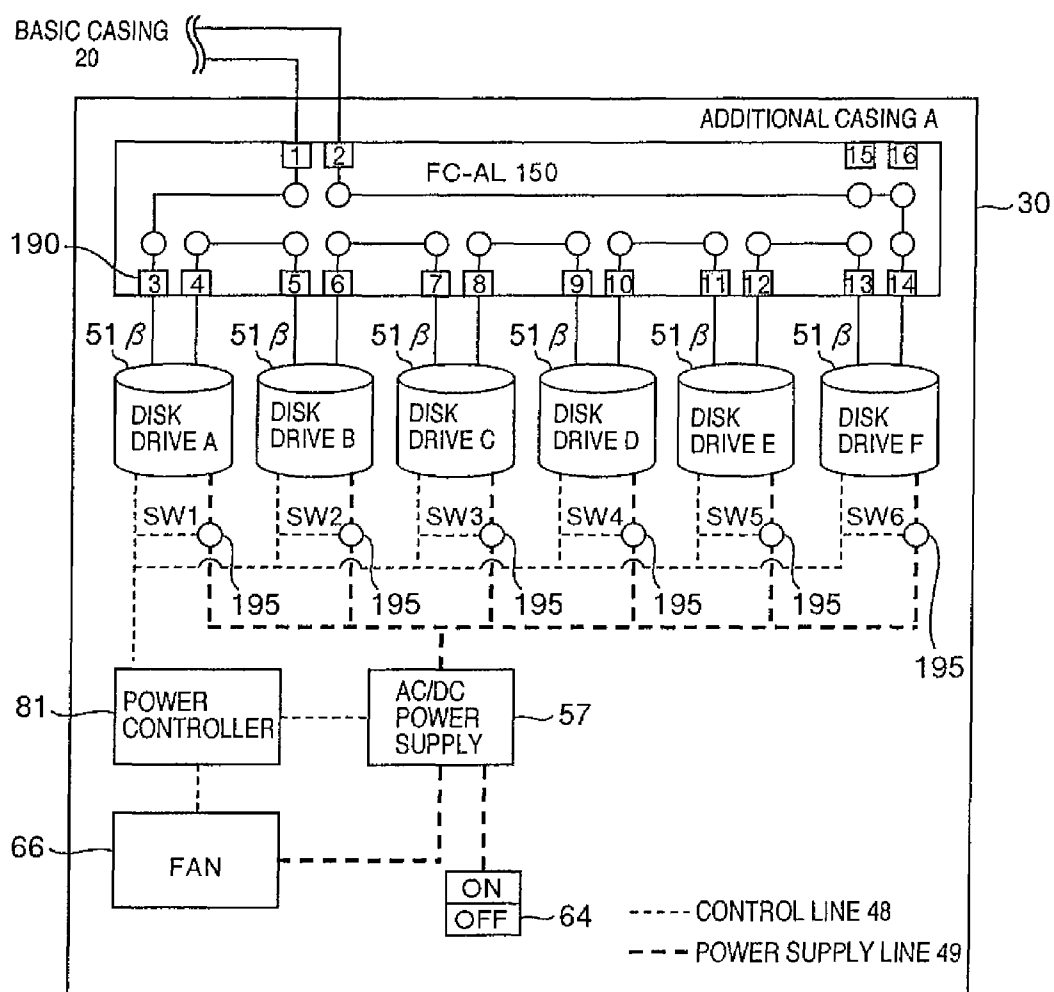 BASIC CASING
20
ADDITIONAL CASING A
1 2 15 16
FC-AL 150
30
190
3 4 5 6 7 8 9 10 11 12 13 14
51β 51β 51β 51β 51β 51β
DISK DRIVE A
DISK DRIVE B
DISK DRIVE C
DISK DRIVE D
DISK DRIVE E
DISK DRIVE F
SW1 SW2 SW3 SW4 SW5 SW6
195 195 195 195 195 195
81
POWER
CONTROLLER
AC/DC
POWER
SUPPLY
57
66
FAN
ON
OFF
64
CONTROL LINE 48
POWER SUPPLY LINE 49